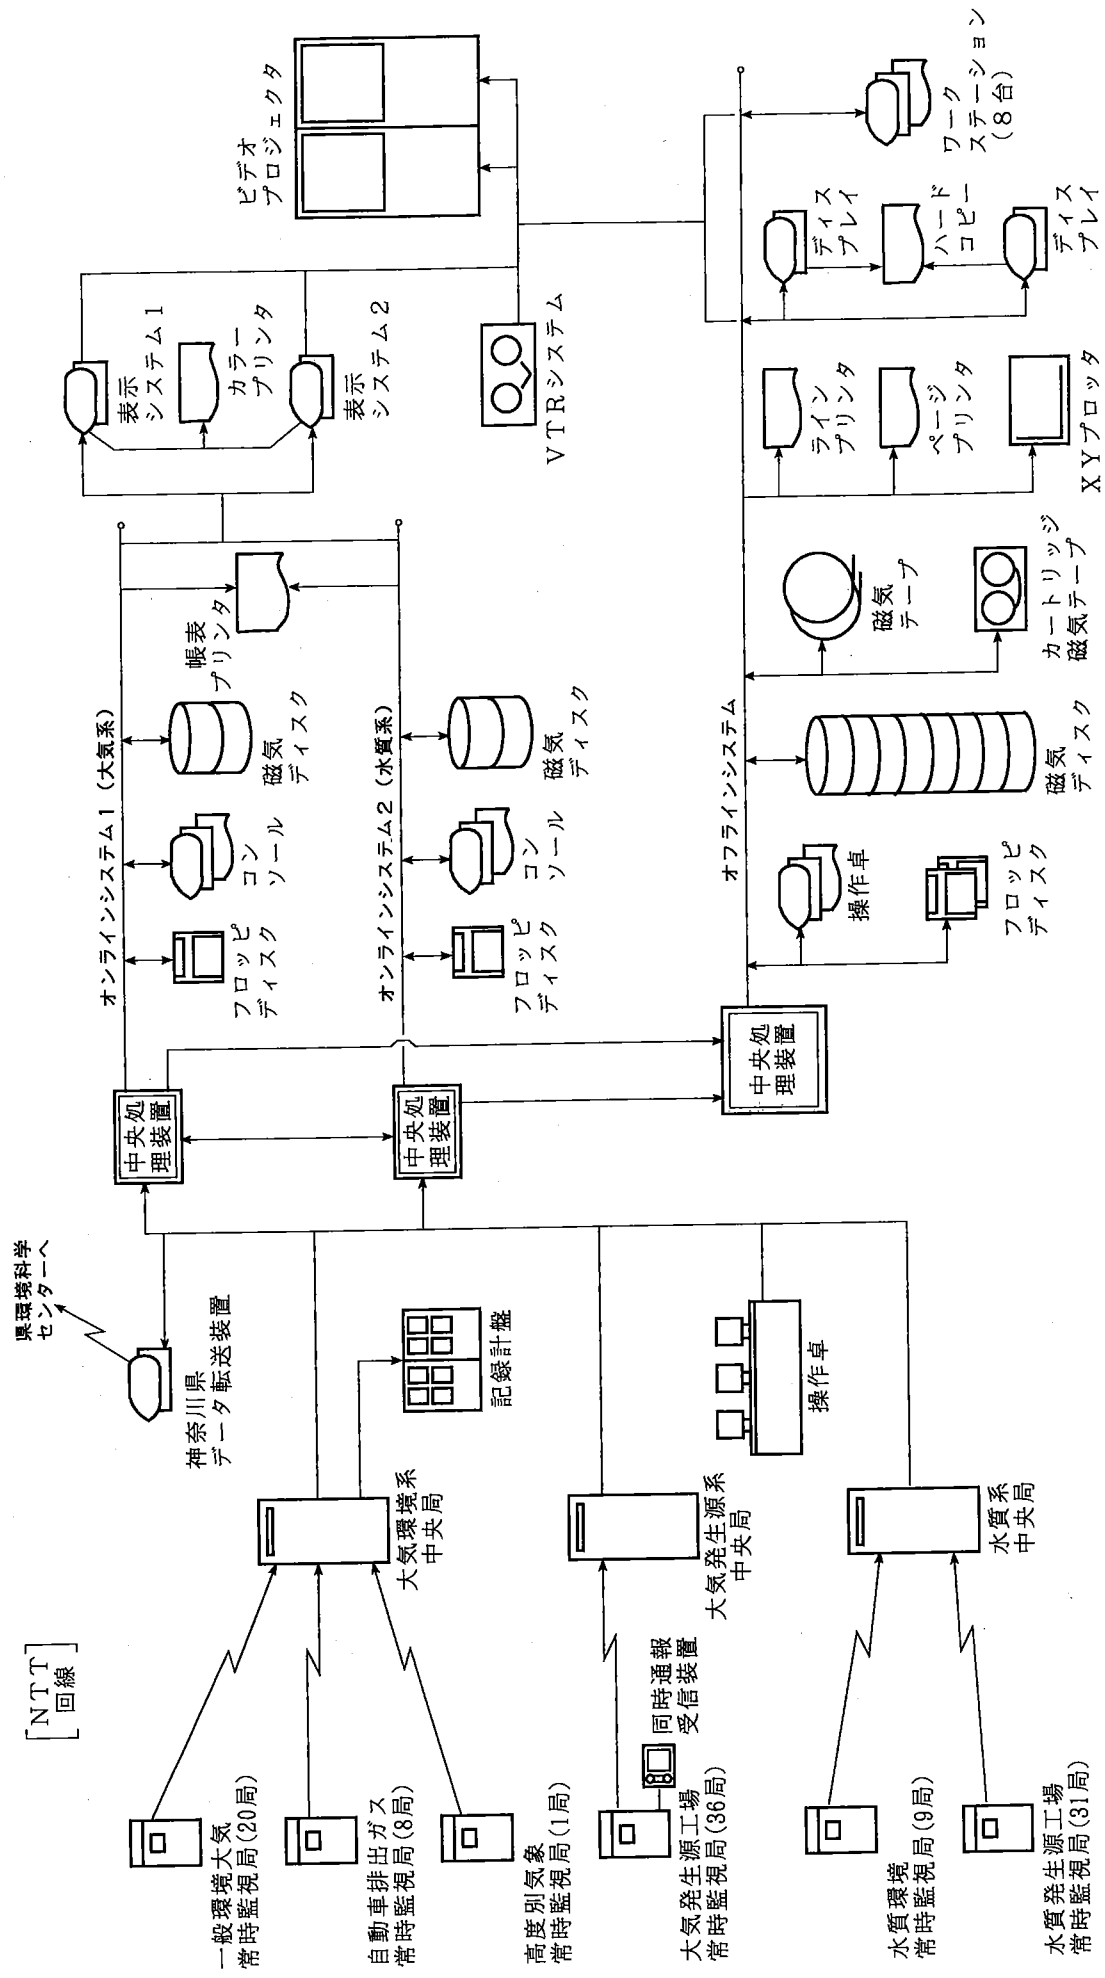 [NTT
回線]
県環境科学
センターへ
神奈川県
データ転送装置
一般環境大気
常時監視局(20局)
自動車排出ガス
常時監視局(8局)
高度別気象
常時監視局(1局)
大気発生源工場
常時監視局(36局)
同時通報
受信装置
水質環境
常時監視局(9局)
水質発生源工場
常時監視局(31局)
大気環境系
中央局
記録計盤
大気発生源系
中央局
操作卓
水質系
中央局
中央処
理装置
オンラインシステム1(大気系)
フロッピ
ディスク
コン
ソール
磁気
ディスク
帳表
プリンタ
中央処
理装置
オンラインシステム2(水質系)
フロッピ
ディスク
コン
ソール
磁気
ディスク
表示
システム1
カラー
プリンタ
表示
システム2
ビデオ
プロジェクタ
VTRシステム
中央処
理装置
オフラインシステム
操作卓
フロッピ
ディスク
磁気
ディスク
磁気
テープ
カートリッジ
磁気テープ
ライン
プリンタ
ページ
プリンタ
XYプロッタ
ディス
プレイ
ハード
コピー
ディス
プレイ
ワーク
ステーション
(8台)